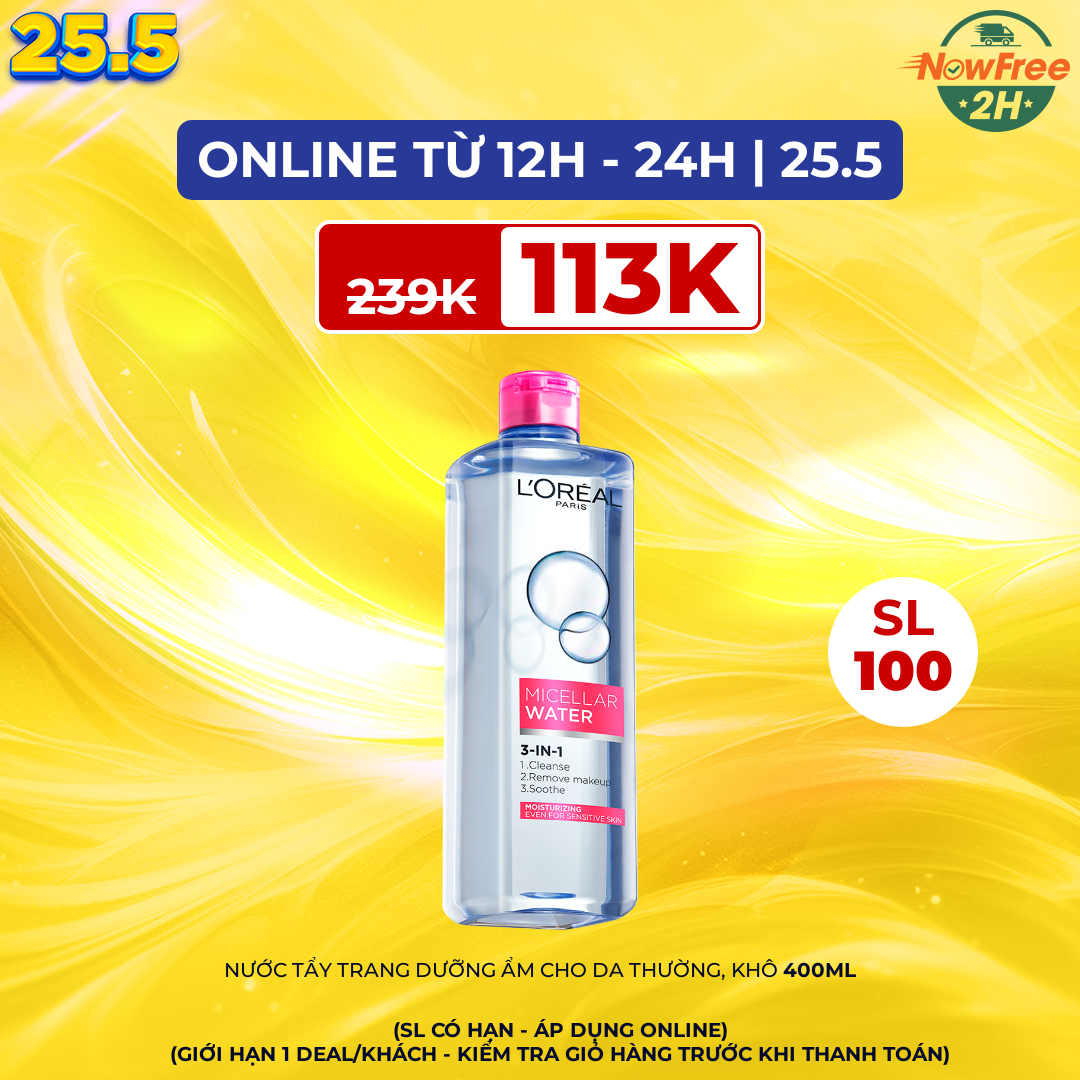 25.5
NowFree
2H
ONLINE TỪ 12H - 24H | 25.5
239K
113K
L'ORÉAL
PARIS
SL
100
MICELLAR
WATER
3-IN-1
1.Cleanse
2.Remove makeup
3.Soothe
MOISTURIZING
EVEN FOR SENSITIVE SKIN
NƯỚC TẨY TRANG DƯỠNG ẨM CHO DA THƯỜNG, KHÔ 400ML
(SL CÓ HẠN - ÁP DỤNG ONLINE)
(GIỚI HẠN 1 DEAL/KHÁCH - KIỂM TRA GIỎ HÀNG TRƯỚC KHI THANH TOÁN)